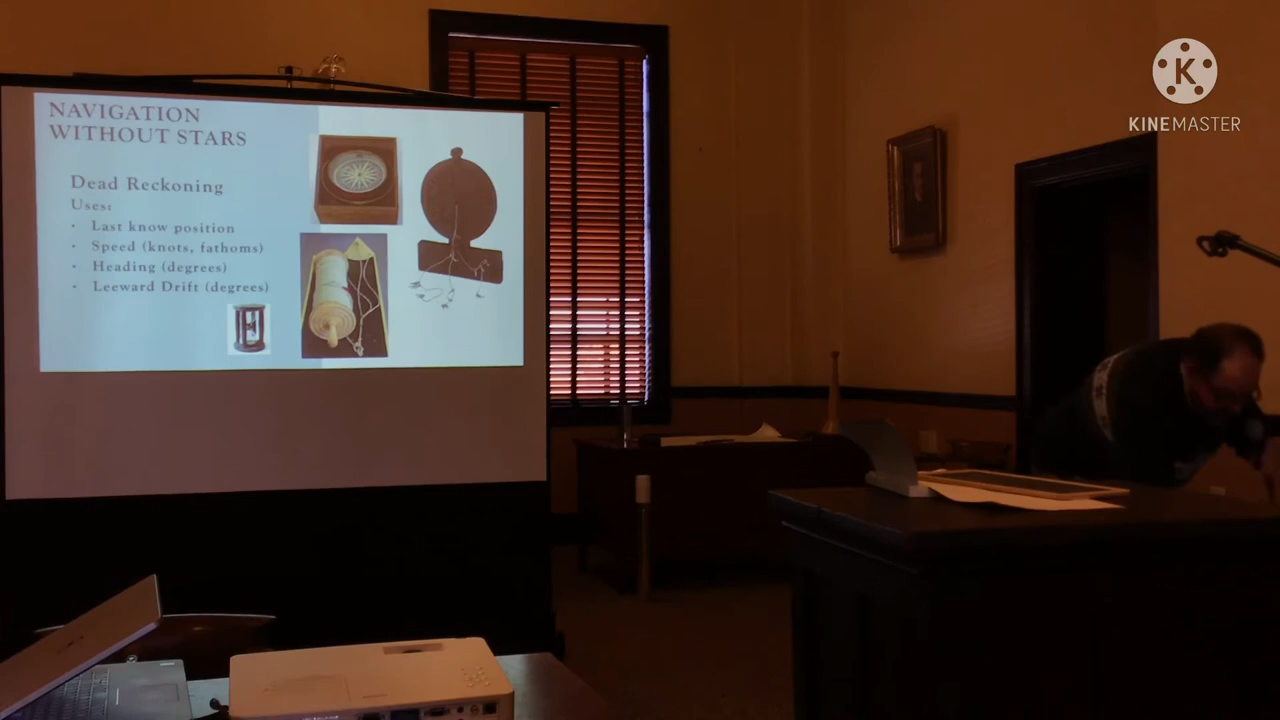 NAVIGATION
WITHOUT STARS
Dead Reckoning
Uses:
• Last know position
• Speed (knots, fathoms)
• Heading (degrees)
• Leeward Drift (degrees)
K
KINEMASTER